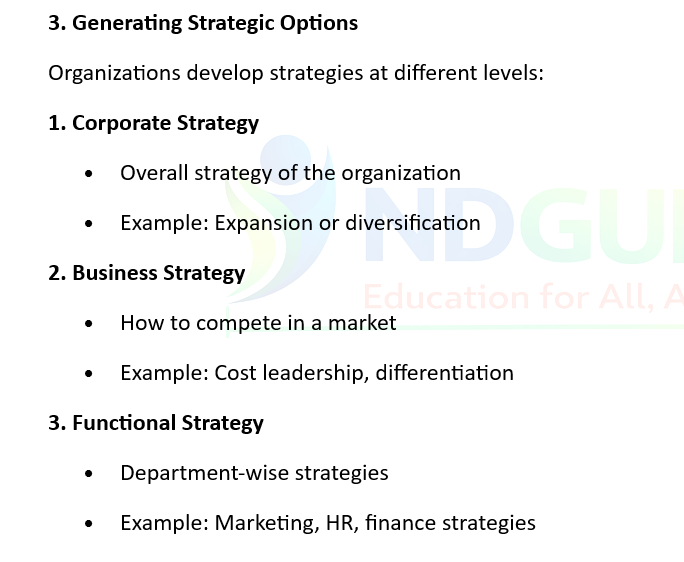 3. Generating Strategic Options
Organizations develop strategies at different levels:
1. Corporate Strategy
• Overall strategy of the organization
• Example: Expansion or diversification
NDGU
2. Business Strategy
Education for All, A
• How to compete in a market
• Example: Cost leadership, differentiation
3. Functional Strategy
• Department-wise strategies
• Example: Marketing, HR, finance strategies